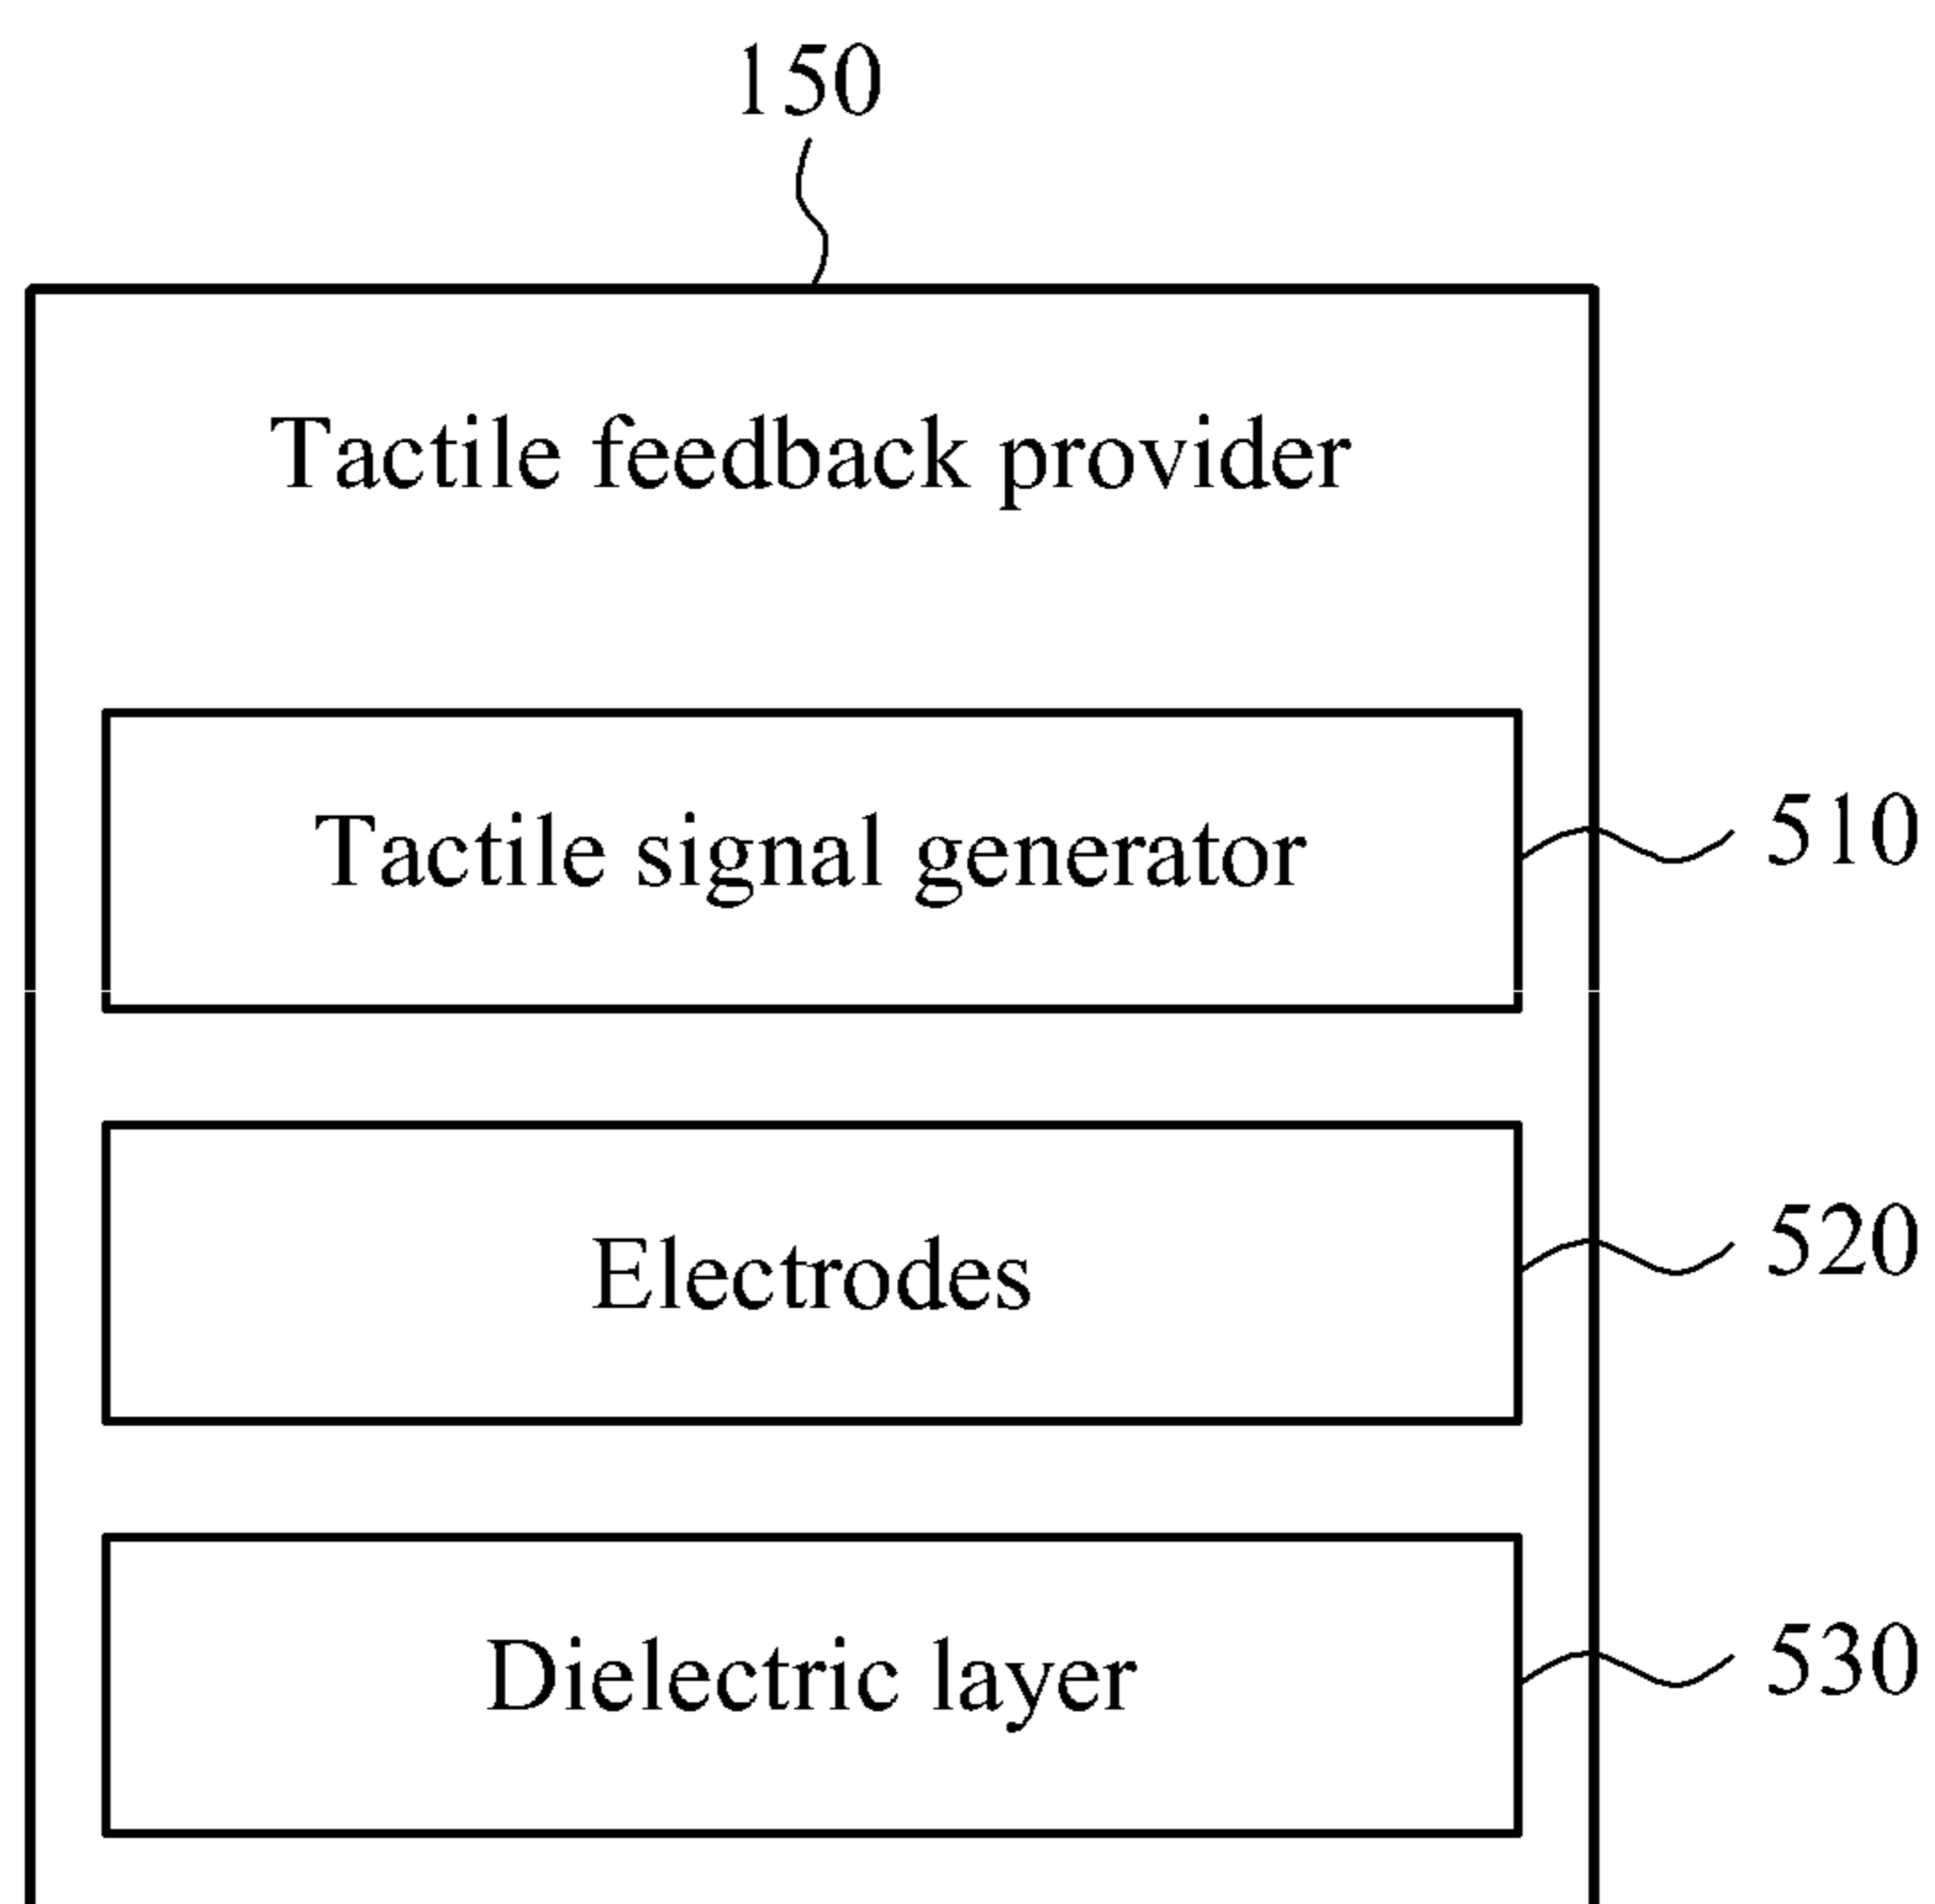 150
Tactile feedback provider
Tactile signal generator
510
Electrodes
520
Dielectric layer
530